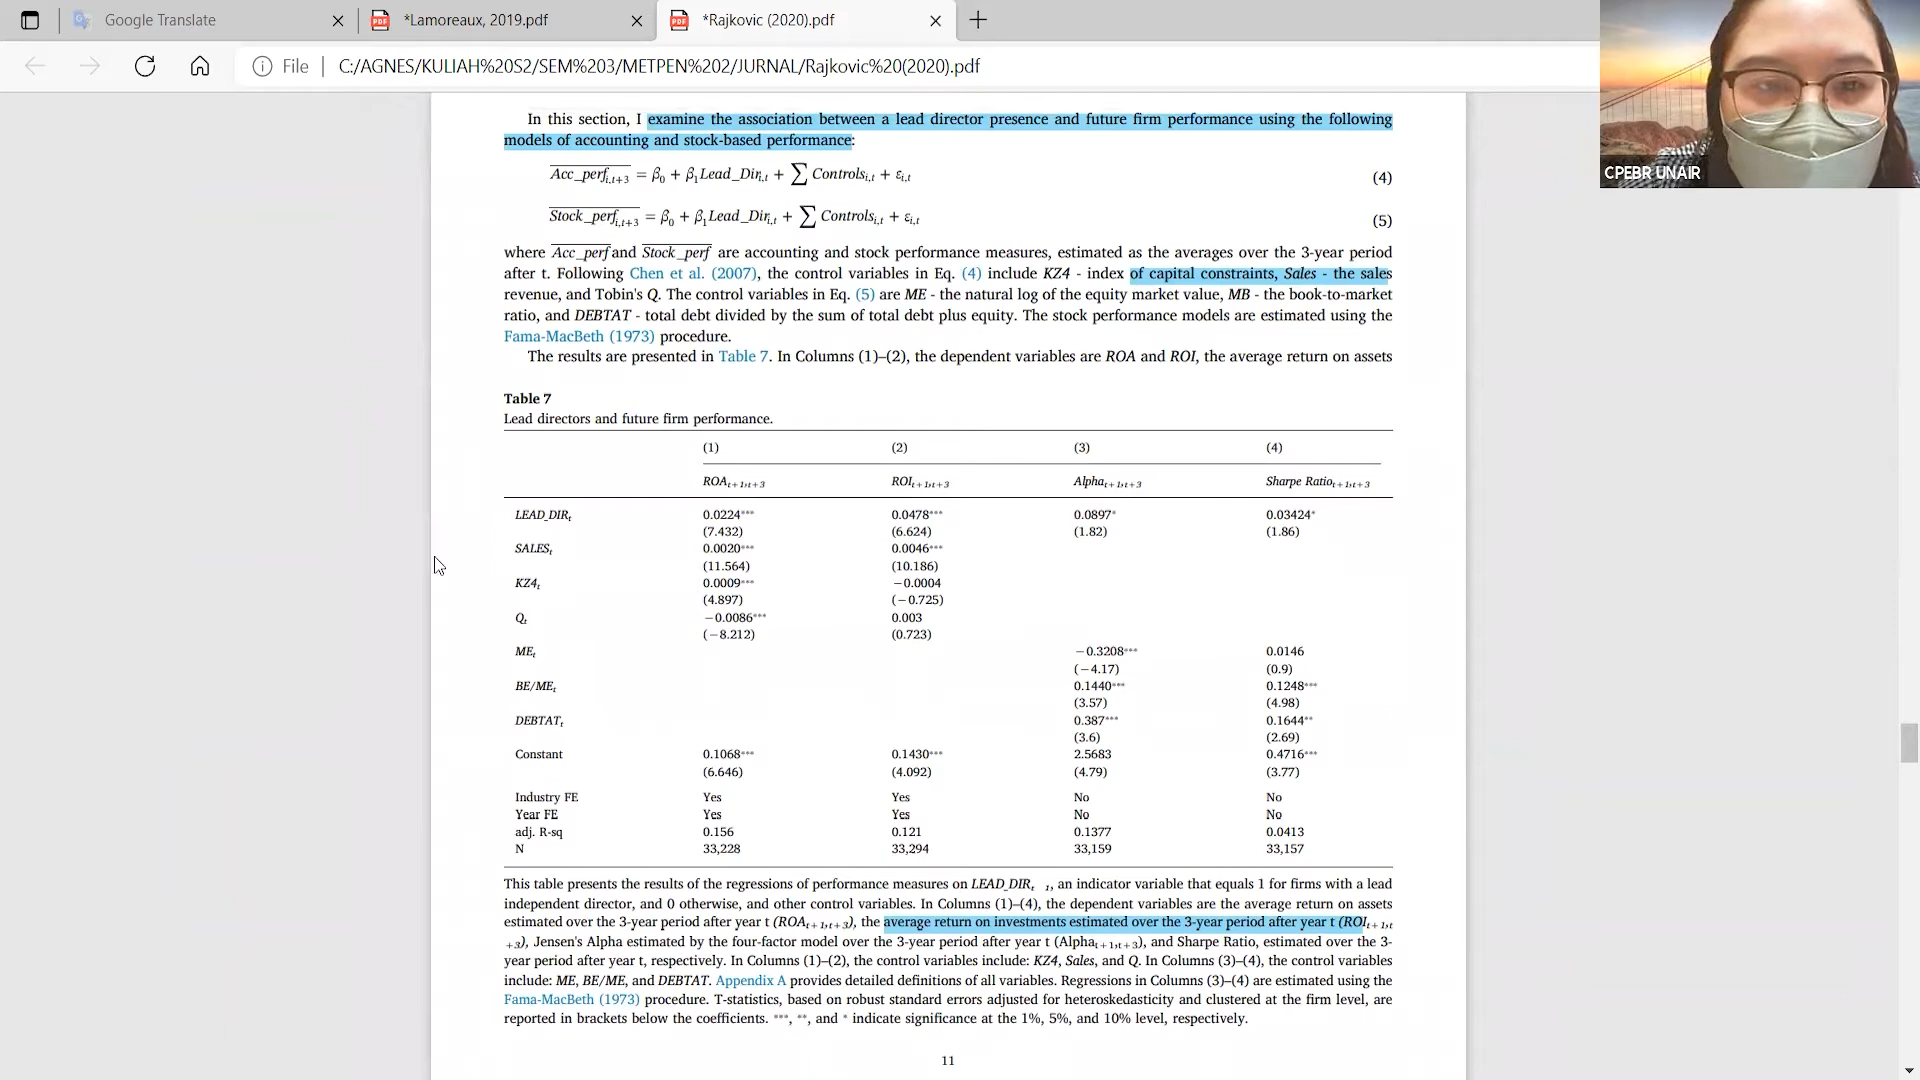 Google Translate
*Lamoreaux, 2019.pdf
*Rajkovic (2020).pdf
File
C:/AGNES/KULIAH%20S2/SEM%203/METPEN%202/JURNAL/Rajkovic%20(2020).pdf
CPEBR UNAIR
In this section, I examine the association between a lead director presence and future firm performance using the following
models of accounting and stock-based performance:
Acc_perf i,t+3 = β0 + β1Lead_Dir i,t + ∑ Controls i,t + ε i,t (4)
Stock_perf i,t+3 = β0 + β1Lead_Dir i,t + ∑ Controls i,t + ε i,t (5)
where Acc_perf and Stock_perf are accounting and stock performance measures, estimated as the averages over the 3-year period
after t. Following Chen et al. (2007), the control variables in Eq. (4) include KZ4 - index of capital constraints, Sales - the sales
revenue, and Tobin's Q. The control variables in Eq. (5) are ME - the natural log of the equity market value, MB - the book-to-market
ratio, and DEBTAT - total debt divided by the sum of total debt plus equity. The stock performance models are estimated using the
Fama-MacBeth (1973) procedure.
The results are presented in Table 7. In Columns (1)–(2), the dependent variables are ROA and ROI, the average return on assets
Table 7
Lead directors and future firm performance.
(1) (2) (3) (4)
ROA t+1,t+3 ROI t+1,t+3 Alpha t+1,t+3 Sharpe Ratio t+1,t+3
LEAD_DIR t 0.0224*** 0.0478*** 0.0897* 0.03424*
(7.432) (6.624) (1.82) (1.86)
SALES t 0.0020*** 0.0046***
(11.564) (10.186)
KZ4 t 0.0009*** −0.0004
(4.897) (−0.725)
Q t −0.0086*** 0.003
(−8.212) (0.723)
ME t −0.3208*** 0.0146
(−4.17) (0.9)
BE/ME t 0.1440*** 0.1248***
(3.57) (4.98)
DEBTAT t 0.387*** 0.1644**
(3.6) (2.69)
Constant 0.1068*** 0.1430*** 2.5683 0.4716***
(6.646) (4.092) (4.79) (3.77)
Industry FE Yes Yes No No
Year FE Yes Yes No No
adj. R-sq 0.156 0.121 0.1377 0.0413
N 33,228 33,294 33,159 33,157
This table presents the results of the regressions of performance measures on LEAD_DIR t 1, an indicator variable that equals 1 for firms with a lead
independent director, and 0 otherwise, and other control variables. In Columns (1)–(4), the dependent variables are the average return on assets
estimated over the 3-year period after year t (ROA t+1,t+3), the average return on investments estimated over the 3-year period after year t (ROI t+1,t
+3), Jensen's Alpha estimated by the four-factor model over the 3-year period after year t (Alpha t+1,t+3), and Sharpe Ratio, estimated over the 3-
year period after year t, respectively. In Columns (1)–(2), the control variables include: KZ4, Sales, and Q. In Columns (3)–(4), the control variables
include: ME, BE/ME, and DEBTAT. Appendix A provides detailed definitions of all variables. Regressions in Columns (3)–(4) are estimated using the
Fama-MacBeth (1973) procedure. T-statistics, based on robust standard errors adjusted for heteroskedasticity and clustered at the firm level, are
reported in brackets below the coefficients. ***, **, and * indicate significance at the 1%, 5%, and 10% level, respectively.
11